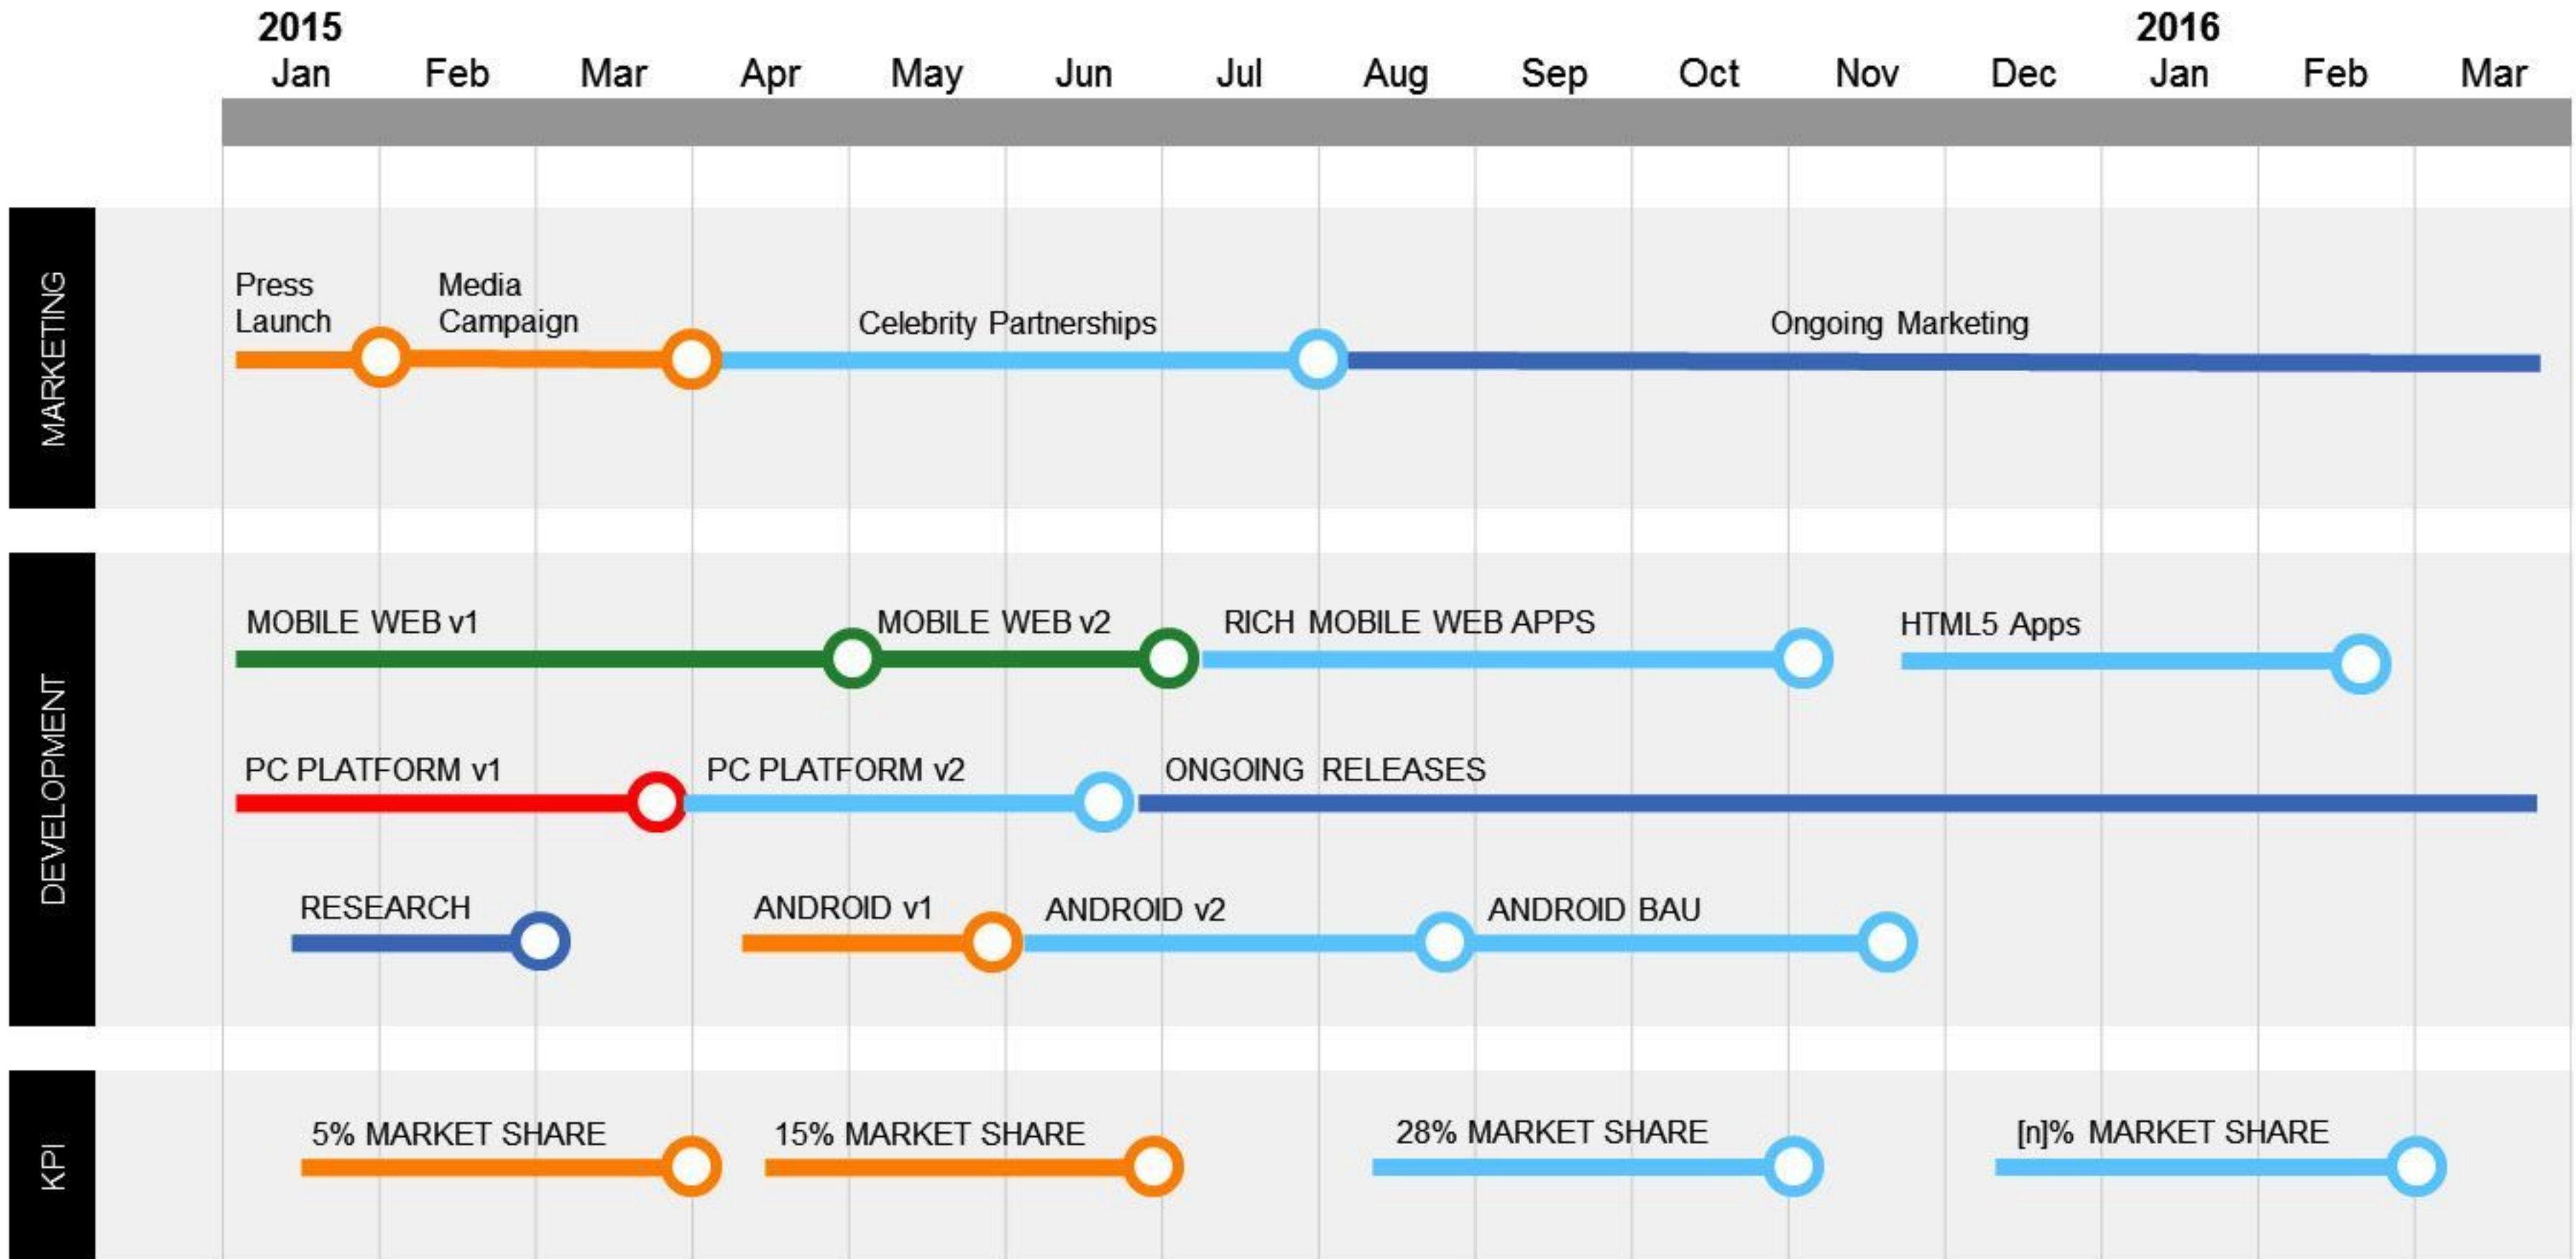 2015
2016
Jan Feb Mar Apr May Jun Jul Aug Sep Oct Nov Dec Jan Feb Mar
MARKETING
Press
Launch
Media
Campaign
Celebrity Partnerships
Ongoing Marketing
DEVELOPMENT
MOBILE WEB v1
MOBILE WEB v2
RICH MOBILE WEB APPS
HTML5 Apps
PC PLATFORM v1
PC PLATFORM v2
ONGOING RELEASES
RESEARCH
ANDROID v1
ANDROID v2
ANDROID BAU
KPI
5% MARKET SHARE
15% MARKET SHARE
28% MARKET SHARE
[n]% MARKET SHARE